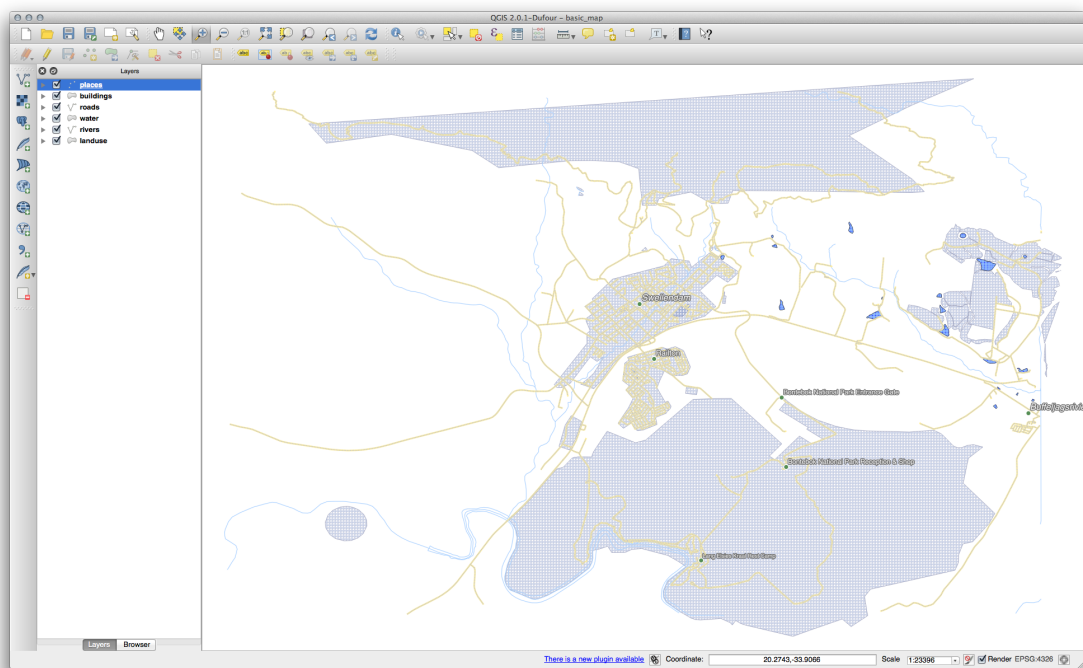 QGIS 2.0.1-Dufour - basic_map
Layers
places
buildings
roads
water
rivers
landuse
Swellendam
Railton
Bontebok National Park Entrance Gate
Buffeljagsrivi
Bontebok National Park Reception & Shop
Lang Elsies Kraal Rest Camp
Layers
Browser
There is a new plugin available
Coordinate:
20.2743,-33.9066
Scale
1:23396
Render
EPSG:4326